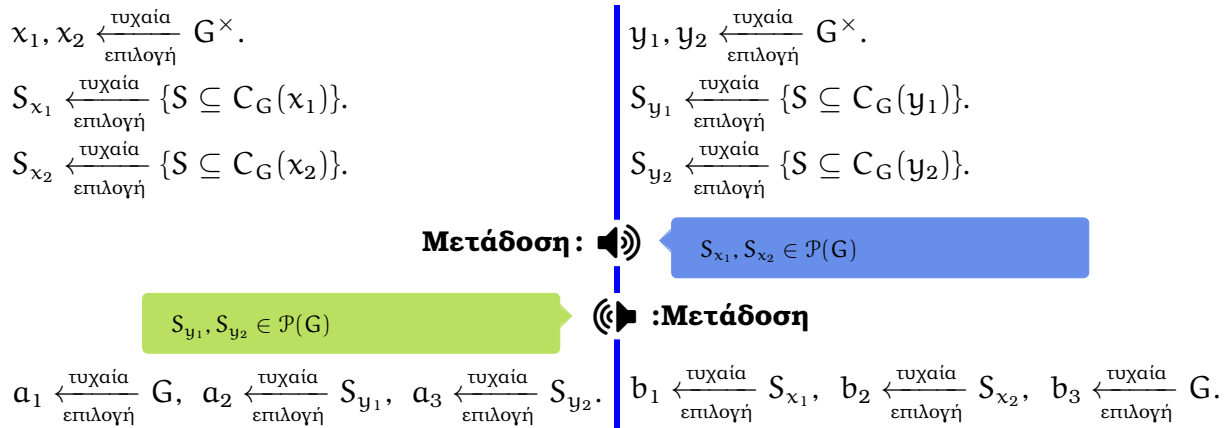 x₁, x₂ ⟵ τυχαία επιλογή G^×.
S_{x₁} ⟵ τυχαία επιλογή {S ⊆ C_G(x₁)}.
S_{x₂} ⟵ τυχαία επιλογή {S ⊆ C_G(x₂)}.
y₁, y₂ ⟵ τυχαία επιλογή G^×.
S_{y₁} ⟵ τυχαία επιλογή {S ⊆ C_G(y₁)}.
S_{y₂} ⟵ τυχαία επιλογή {S ⊆ C_G(y₂)}.
Μετάδοση:
S_{x₁}, S_{x₂} ∈ 𝒫(G)
S_{y₁}, S_{y₂} ∈ 𝒫(G)
:Μετάδοση
a₁ ⟵ τυχαία επιλογή G, a₂ ⟵ τυχαία επιλογή S_{y₁}, a₃ ⟵ τυχαία επιλογή S_{y₂}.
b₁ ⟵ τυχαία επιλογή S_{x₁}, b₂ ⟵ τυχαία επιλογή S_{x₂}, b₃ ⟵ τυχαία επιλογή G.